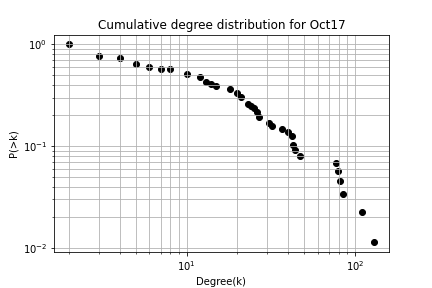 Cumulative degree distribution for Oct17
10⁰
10⁻¹
10⁻²
P(>k)
10¹
10²
Degree(k)